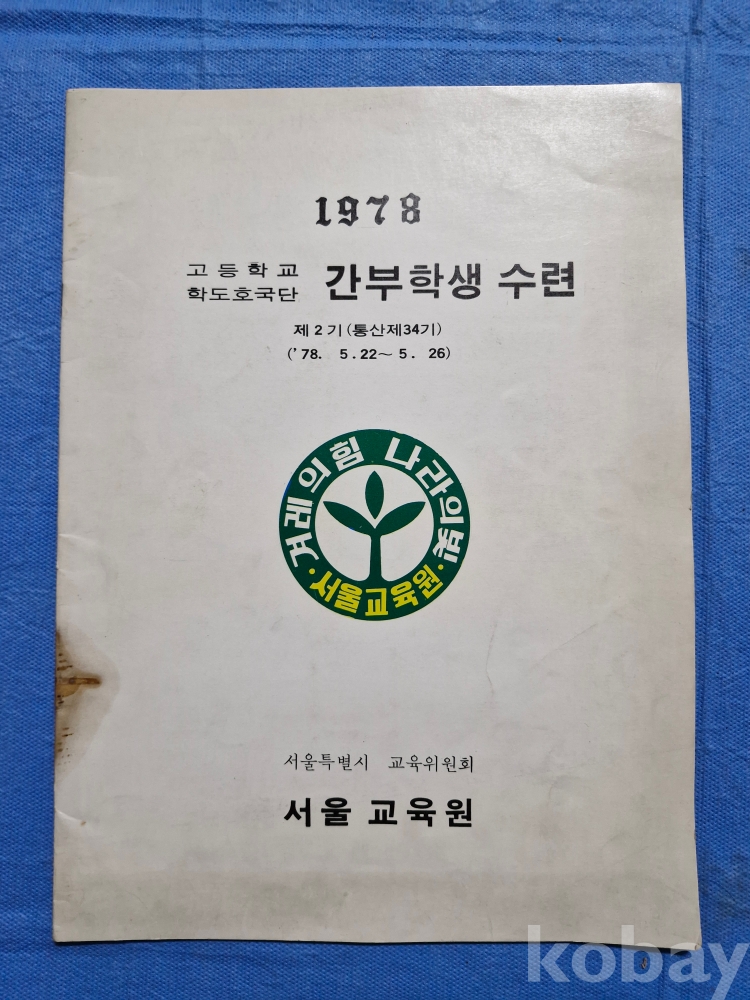 1978
고등학교
학도호국단 간부학생 수련
제 2 기 (통산제34기)
(’78. 5 . 22~ 5 . 26)
겨레의힘 나라의빛
·서울교육원·
서울특별시 교육위원회
서울 교육원
kobay